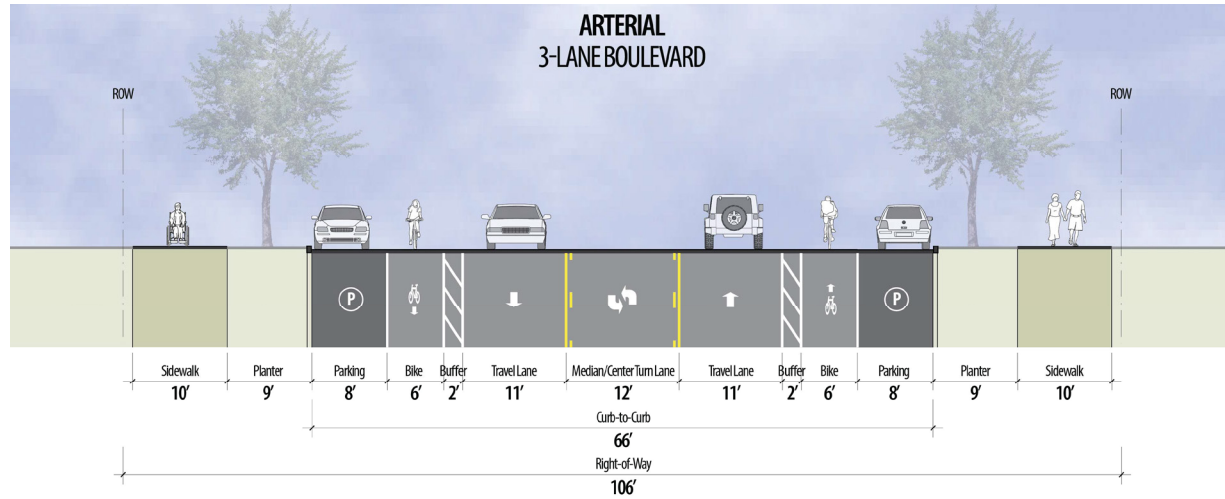 ARTERIAL
3-LANE BOULEVARD
ROW
ROW
P
P
Sidewalk
10’
Planter
9’
Parking
8’
Bike
6’
Buffer
2’
Travel Lane
11’
Median/Center Turn Lane
12’
Travel Lane
11’
Buffer
2’
Bike
6’
Parking
8’
Planter
9’
Sidewalk
10’
Curb-to-Curb
66’
Right-of-Way
106’